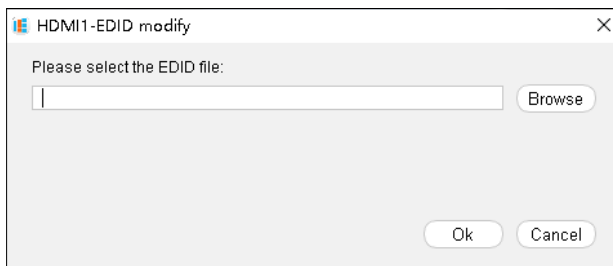 HDMI1-EDID modify
Please select the EDID file:
Browse
Ok Cancel